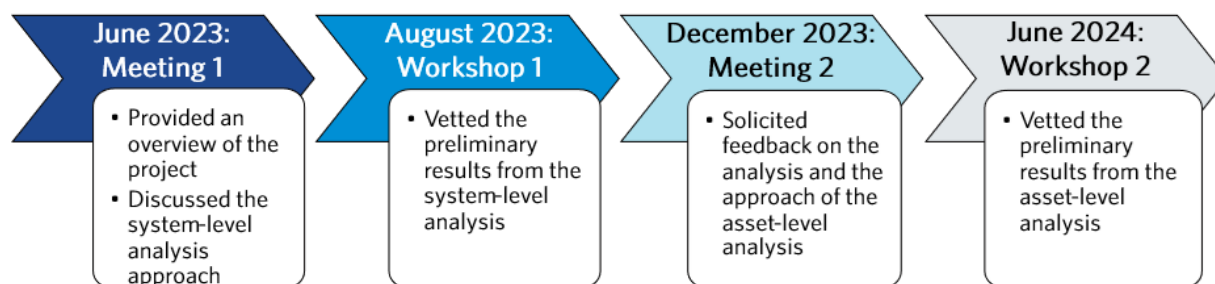 June 2023:
Meeting 1
▪ Provided an
overview of the
project
▪ Discussed the
system-level
analysis
approach
August 2023:
Workshop 1
▪ Vetted the
preliminary
results from the
system-level
analysis
December 2023:
Meeting 2
▪ Solicited
feedback on the
analysis and the
approach of the
asset-level
analysis
June 2024:
Workshop 2
▪ Vetted the
preliminary
results from the
asset-level
analysis